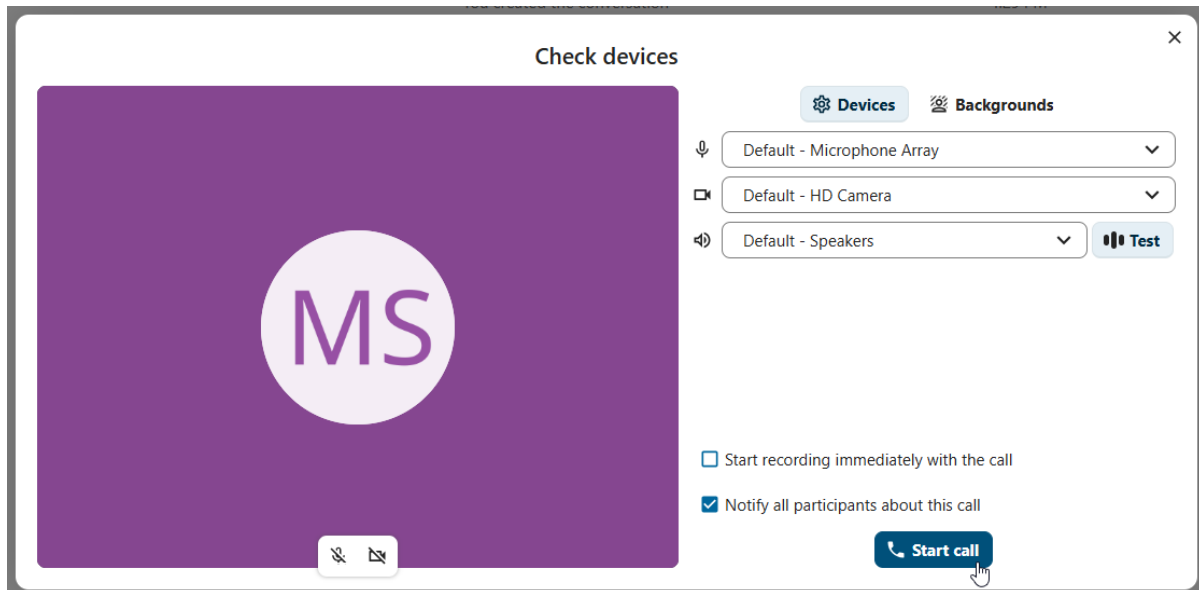 Check devices
Devices
Backgrounds
Default - Microphone Array
Default - HD Camera
Default - Speakers
Test
MS
Start recording immediately with the call
Notify all participants about this call
Start call